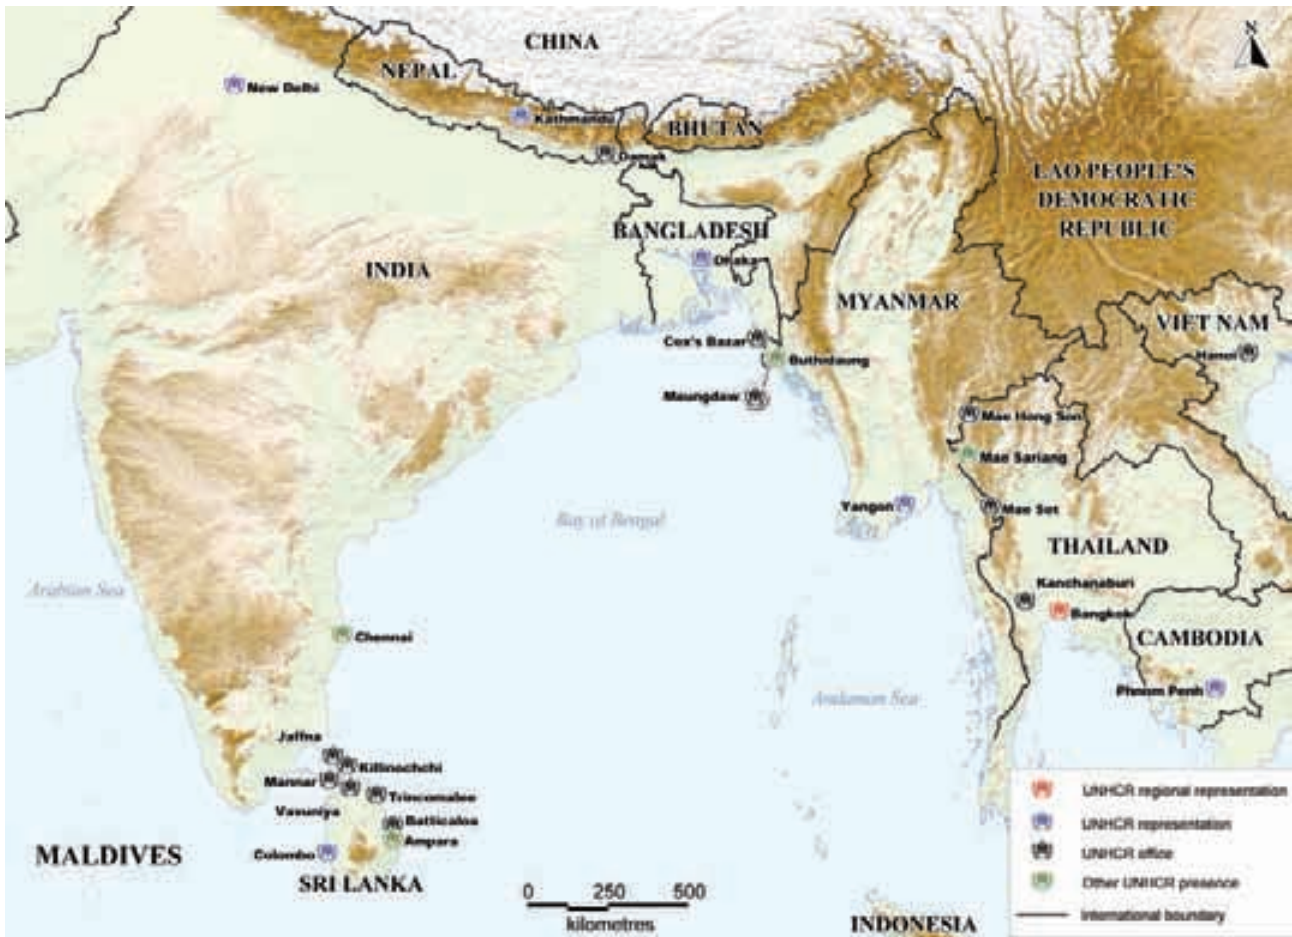 N
CHINA
NEPAL
New Delhi
Kathmandu
BHUTAN
Damak
LAO PEOPLE'S
DEMOCRATIC
REPUBLIC
BANGLADESH
Dhaka
INDIA
MYANMAR
VIET NAM
Hanoi
Cox's Bazar
Buthidaung
Maungdaw
Mae Hong Son
Mae Sariang
Yangon
Mae Sot
Bay of Bengal
THAILAND
Arabian Sea
Kanchanaburi
Bangkok
Chennai
CAMBODIA
Phnom Penh
Andaman Sea
Jaffna
Killinochchi
Mannar
Trincomalee
Vavuniya
Batticaloa
Ampara
Colombo
MALDIVES
SRI LANKA
INDONESIA
0 250 500
kilometres
UNHCR regional representation
UNHCR representation
UNHCR office
Other UNHCR presence
International boundary